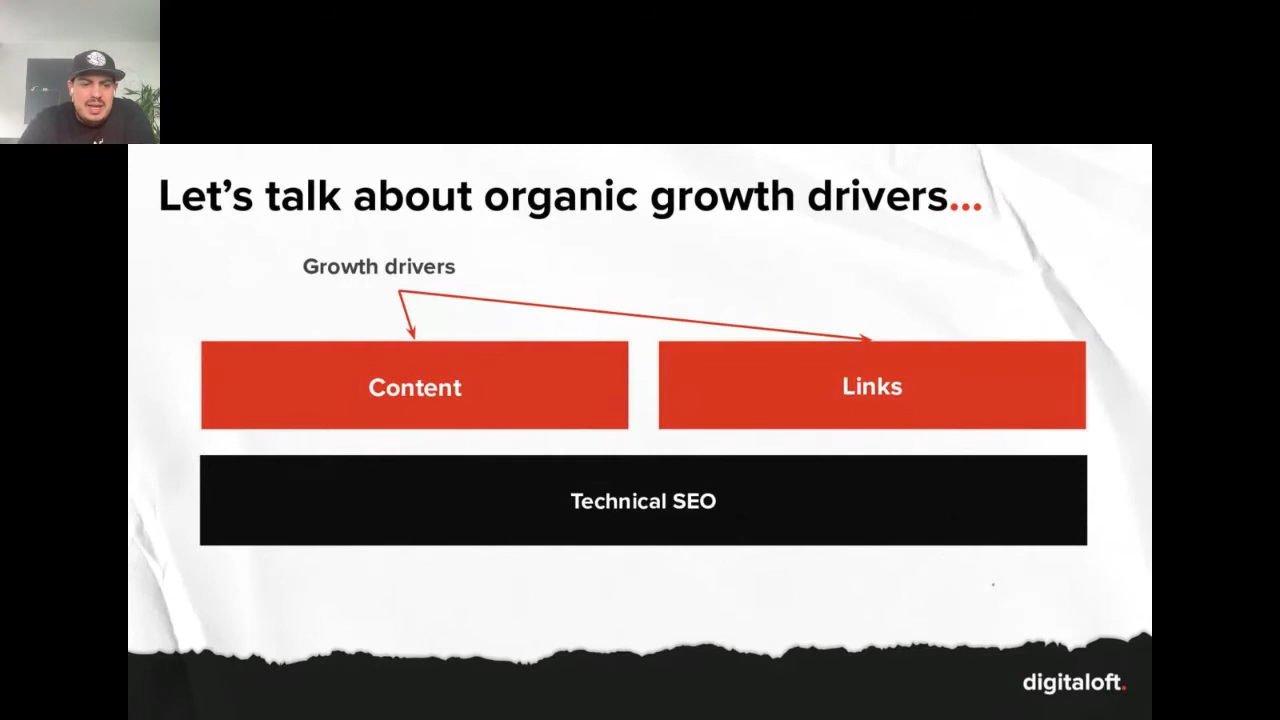 Let’s talk about organic growth drivers...
Growth drivers
Content
Links
Technical SEO
digitaloft.